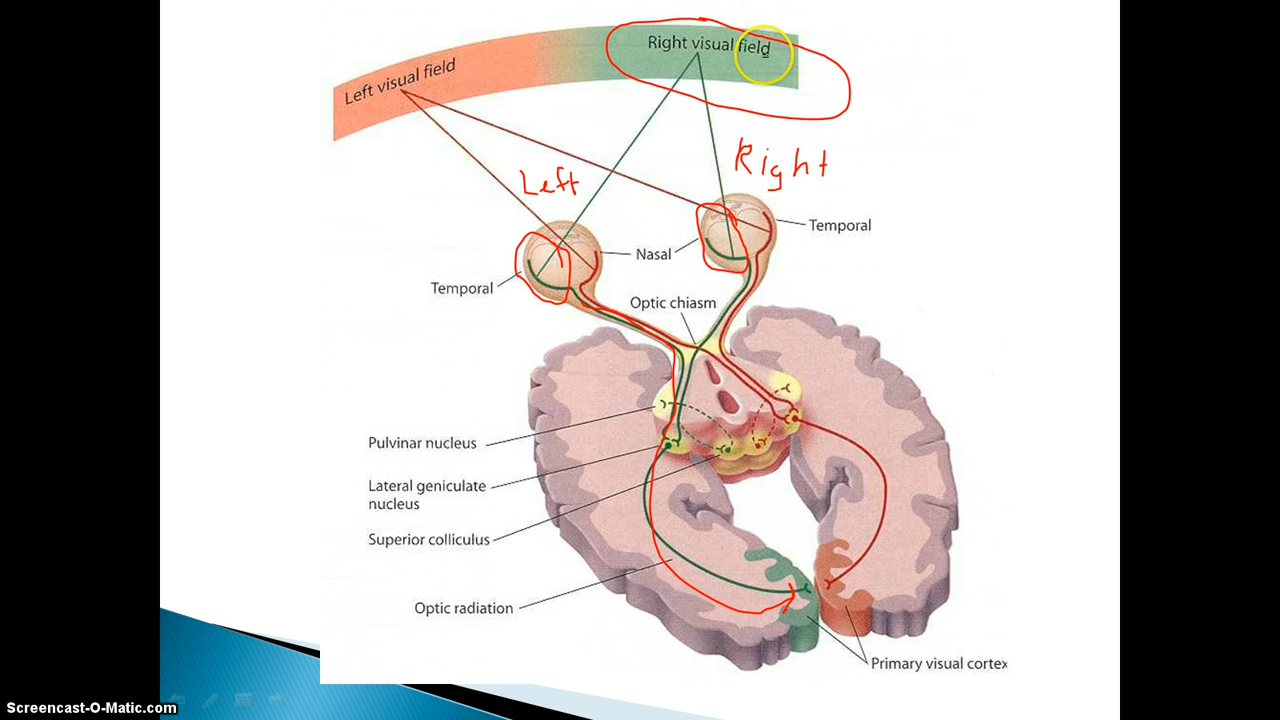 Right visual field
Left visual field
Right
Left
Temporal
Nasal
Temporal
Optic chiasm
Pulvinar nucleus
Lateral geniculate
nucleus
Superior colliculus
Optic radiation
Primary visual cortex
Screencast-O-Matic.com